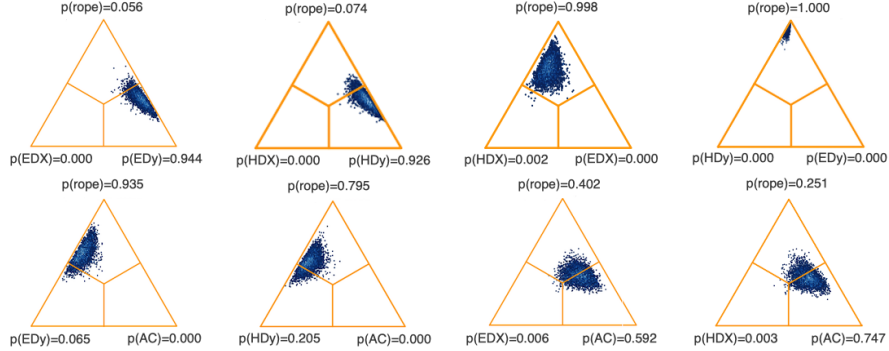 p(rope)=0.056
p(rope)=0.074
p(rope)=0.998
p(rope)=1.000
p(EDX)=0.000
p(EDy)=0.944
p(HDX)=0.000
p(HDy)=0.926
p(HDX)=0.002
p(EDX)=0.000
p(HDy)=0.000
p(EDy)=0.000
p(rope)=0.935
p(rope)=0.795
p(rope)=0.402
p(rope)=0.251
p(EDy)=0.065
p(AC)=0.000
p(HDy)=0.205
p(AC)=0.000
p(EDX)=0.006
p(AC)=0.592
p(HDX)=0.003
p(AC)=0.747